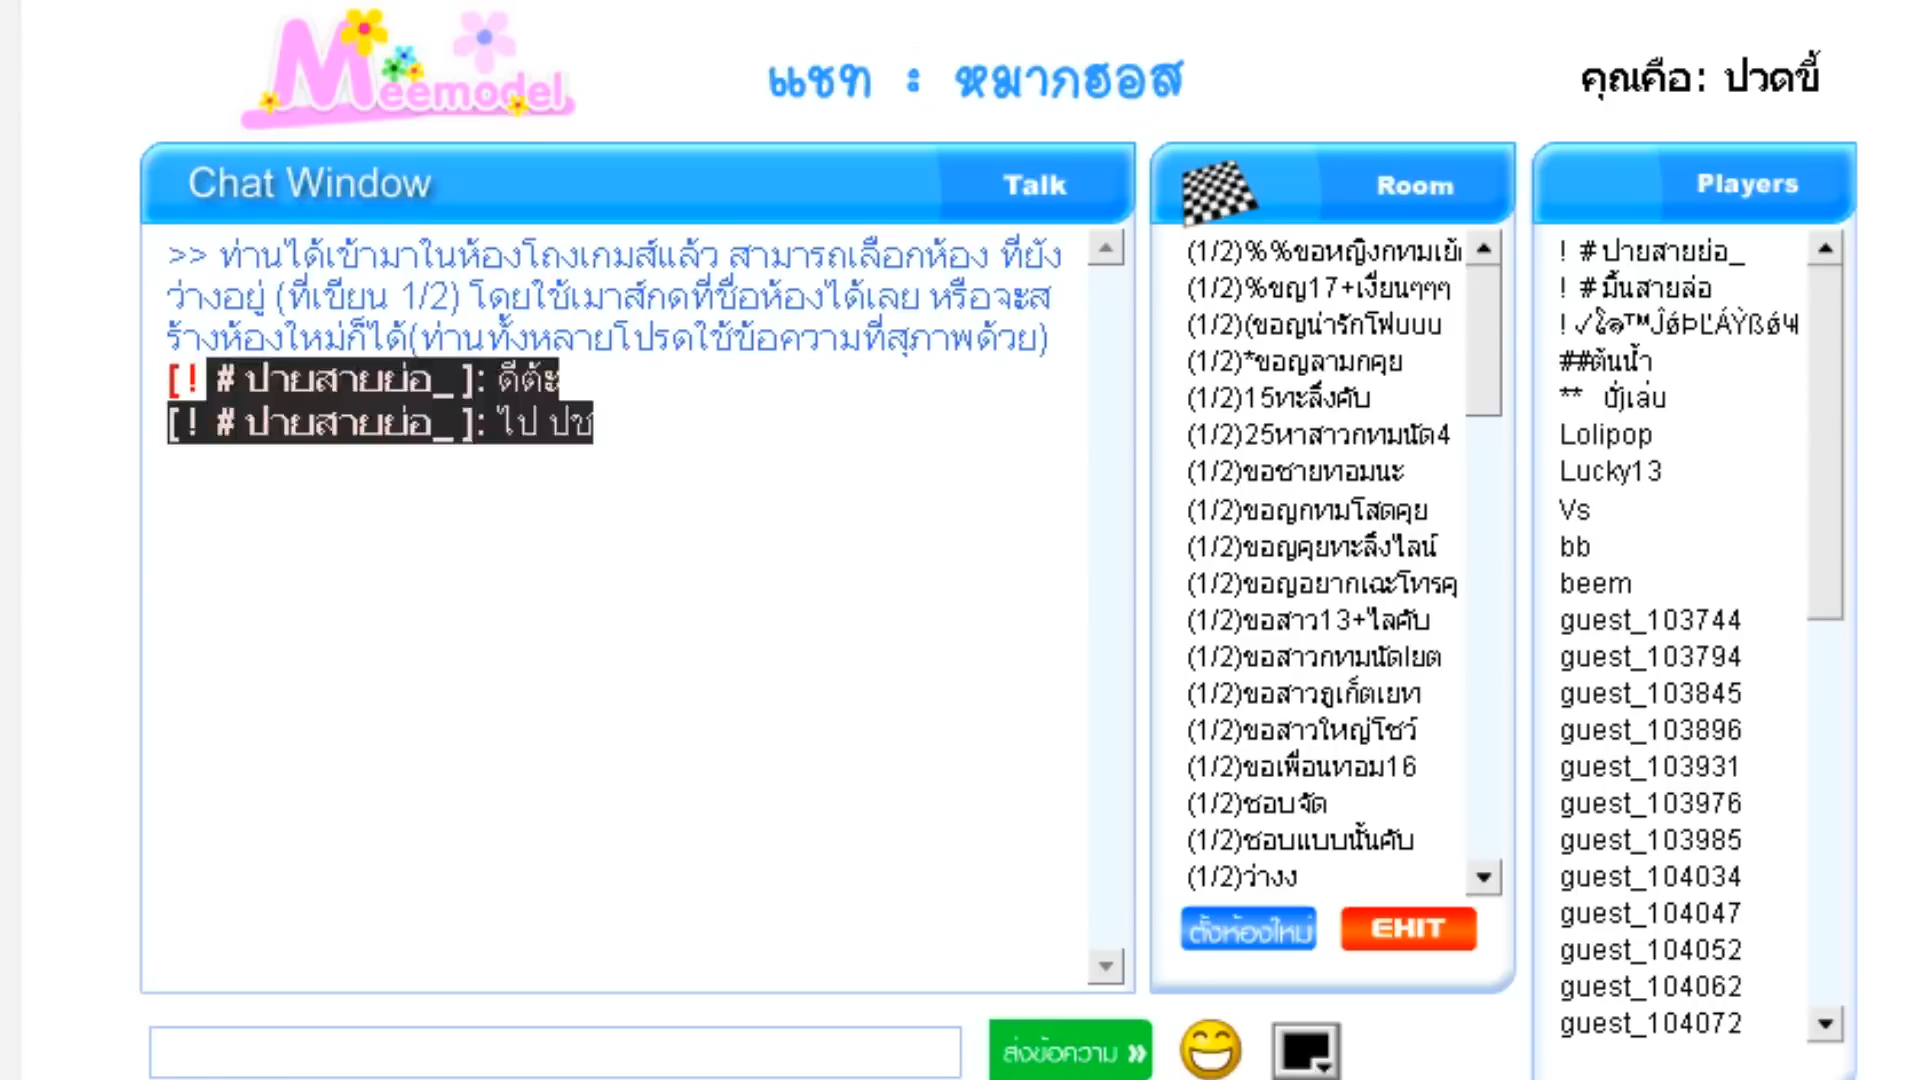 Meemodel
แชท : หมากฮอส
คุณคือ: ปวดขี้
Chat Window
Talk
>> ท่านได้เข้ามาในห้องโถงเกมส์แล้ว สามารถเลือกห้อง ที่ยัง
ว่างอยู่ (ที่เขียน 1/2) โดยใช้เมาส์กดที่ชื่อห้องได้เลย หรือจะส
ร้างห้องใหม่ก็ได้(ท่านทั้งหลายโปรดใช้ข้อความที่สุภาพด้วย)
[! # ปายสายย่อ_ ]: ดีต้ะ
[! # ปายสายย่อ_ ]: ไป ปช
ส่งข้อความ »
Room
(1/2)%%ขอหญิงกทมเย้
(1/2)%ขญ17+เงี่ยนๆๆๆ
(1/2)(ขอญน่ารักโฟบบบ
(1/2)*ขอญลามกคุย
(1/2)15ทะลึ่งคับ
(1/2)25หาสาวกทมนัด4
(1/2)ขอชายทอมนะ
(1/2)ขอญกทมโสดคุย
(1/2)ขอญคุยทะลึ่งไลน์
(1/2)ขอญอยากเฉะโทรคุ
(1/2)ขอสาว13+ไลคับ
(1/2)ขอสาวกทมนัดlยด
(1/2)ขอสาวภูเก็ตเยท
(1/2)ขอสาวใหญ่โชว์
(1/2)ขอเพื่อนทอม16
(1/2)ชอบจัด
(1/2)ชอบแบบนั้นคับ
(1/2)ว่างง
ตั้งห้องใหม่
EXIT
Players
! # ปายสายย่อ_
! # มิ้นสายล่อ
##ต้นน้ำ
**
Lolipop
Lucky13
Vs
bb
beem
guest_103744
guest_103794
guest_103845
guest_103896
guest_103931
guest_103976
guest_103985
guest_104034
guest_104047
guest_104052
guest_104062
guest_104072